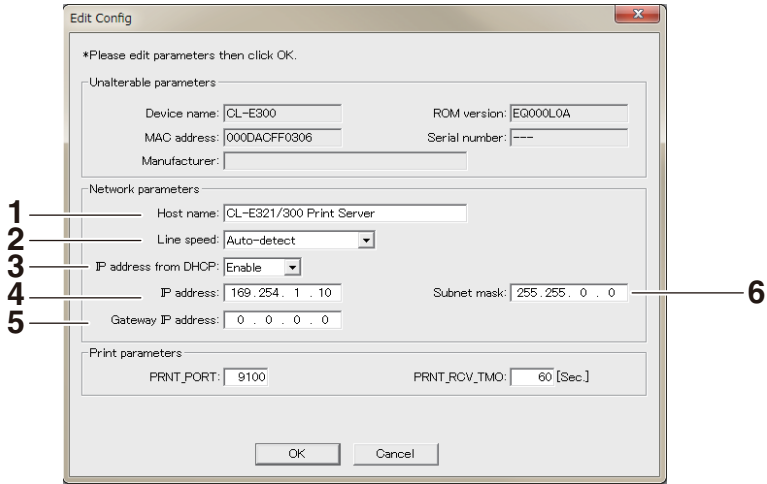 Edit Config
*Please edit parameters then click OK.
Unalterable parameters
Device name: CL-E300 ROM version: EQ000L0A
MAC address: 000DACFF0306 Serial number: ---
Manufacturer:
Network parameters
1 Host name: CL-E321/300 Print Server
2 Line speed: Auto-detect
3 IP address from DHCP: Enable
4 IP address: 169.254. 1 . 10 Subnet mask: 255.255. 0 . 0 6
5 Gateway IP address: 0 . 0 . 0 . 0
Print parameters
PRNT_PORT: 9100 PRNT_RCV_TMO: 60 [Sec.]
OK Cancel